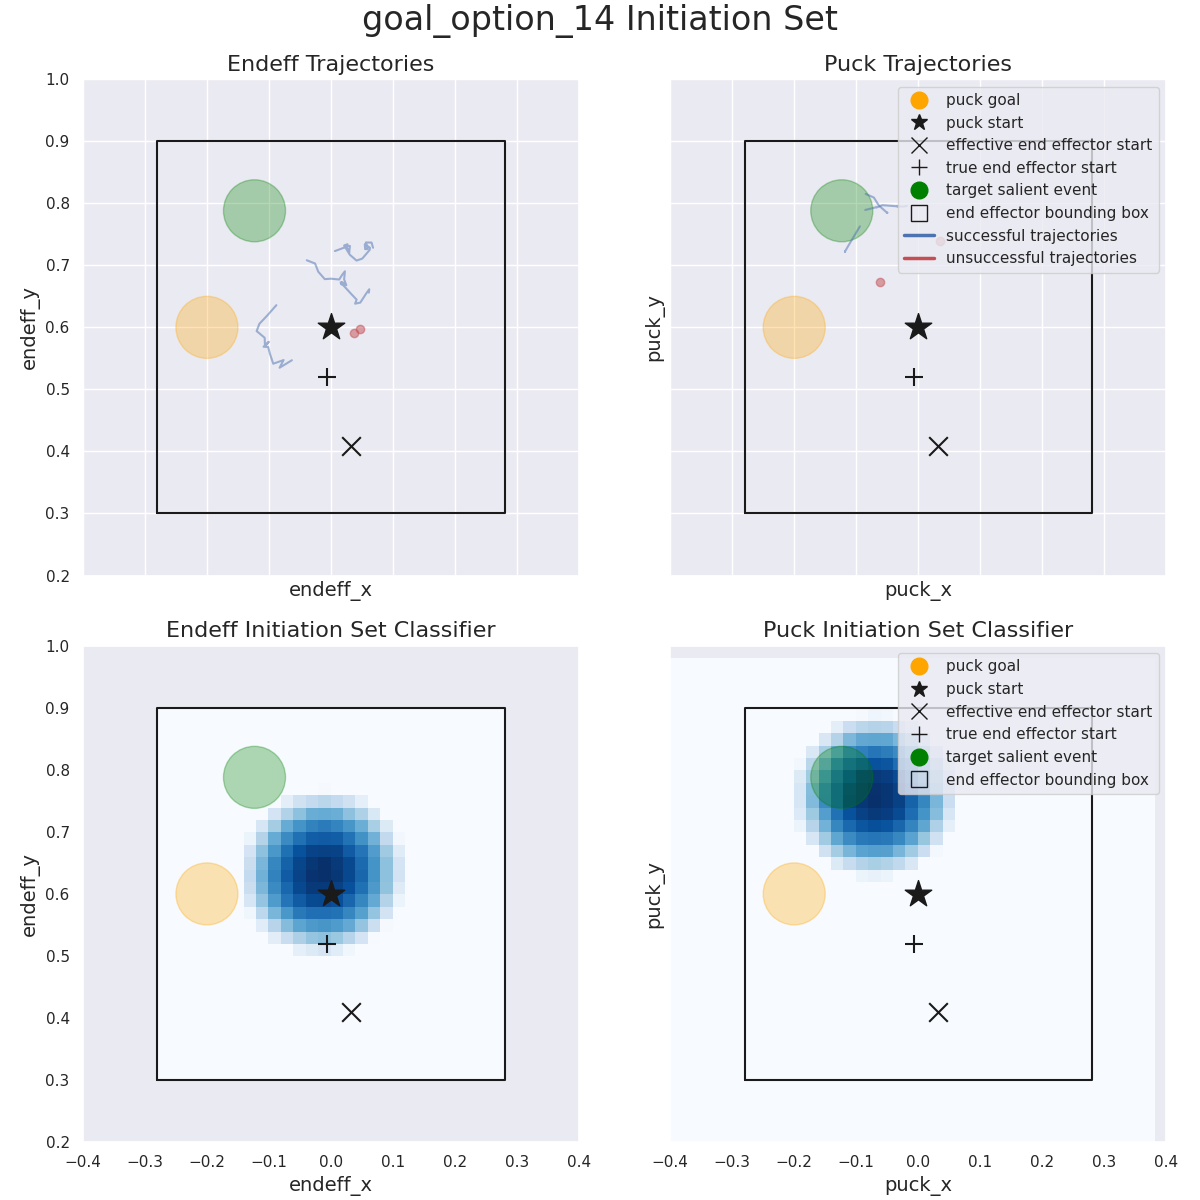 goal_option_14 Initiation Set
Endeff Trajectories
1.0
0.9
0.8
0.7
0.6
0.5
0.4
0.3
0.2
endeff_y
endeff_x
Puck Trajectories
puck goal
puck start
effective end effector start
true end effector start
target salient event
end effector bounding box
successful trajectories
unsuccessful trajectories
puck_y
puck_x
Endeff Initiation Set Classifier
1.0
0.9
0.8
0.7
0.6
0.5
0.4
0.3
0.2
endeff_y
−0.4 −0.3 −0.2 −0.1 0.0 0.1 0.2 0.3 0.4
endeff_x
Puck Initiation Set Classifier
puck goal
puck start
effective end effector start
true end effector start
target salient event
end effector bounding box
puck_y
−0.4 −0.3 −0.2 −0.1 0.0 0.1 0.2 0.3 0.4
puck_x